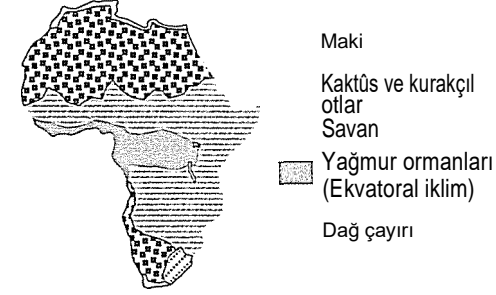 Maki
Kaktûs ve kurakçıl
otlar
Savan
Yağmur ormanları
(Ekvatoral iklim)
Dağ çayırı